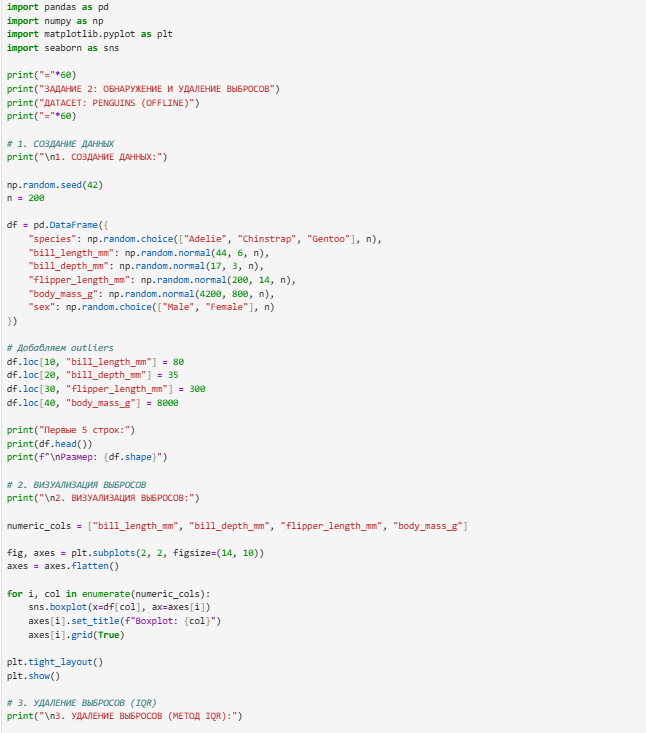 import pandas as pd
import numpy as np
import matplotlib.pyplot as plt
import seaborn as sns

print("="*60)
print("ЗАДАНИЕ 2: ОБНАРУЖЕНИЕ И УДАЛЕНИЕ ВЫБРОСОВ")
print("ДАТАСЕТ: PENGUINS (OFFLINE)")
print("="*60)

# 1. СОЗДАНИЕ ДАННЫХ
print("\n1. СОЗДАНИЕ ДАННЫХ:")

np.random.seed(42)
n = 200

df = pd.DataFrame({
    "species": np.random.choice(["Adelie", "Chinstrap", "Gentoo"], n),
    "bill_length_mm": np.random.normal(44, 6, n),
    "bill_depth_mm": np.random.normal(17, 3, n),
    "flipper_length_mm": np.random.normal(200, 14, n),
    "body_mass_g": np.random.normal(4200, 800, n),
    "sex": np.random.choice(["Male", "Female"], n)
})

# Добавляем outliers
df.loc[10, "bill_length_mm"] = 80
df.loc[20, "bill_depth_mm"] = 35
df.loc[30, "flipper_length_mm"] = 300
df.loc[40, "body_mass_g"] = 8000

print("Первые 5 строк:")
print(df.head())
print(f"\nРазмер: {df.shape}")

# 2. ВИЗУАЛИЗАЦИЯ ВЫБРОСОВ
print("\n2. ВИЗУАЛИЗАЦИЯ ВЫБРОСОВ:")

numeric_cols = ["bill_length_mm", "bill_depth_mm", "flipper_length_mm", "body_mass_g"]

fig, axes = plt.subplots(2, 2, figsize=(14, 10))
axes = axes.flatten()

for i, col in enumerate(numeric_cols):
    sns.boxplot(x=df[col], ax=axes[i])
    axes[i].set_title(f"Boxplot: {col}")
    axes[i].grid(True)

plt.tight_layout()
plt.show()

# 3. УДАЛЕНИЕ ВЫБРОСОВ (IQR)
print("\n3. УДАЛЕНИЕ ВЫБРОСОВ (МЕТОД IQR):")